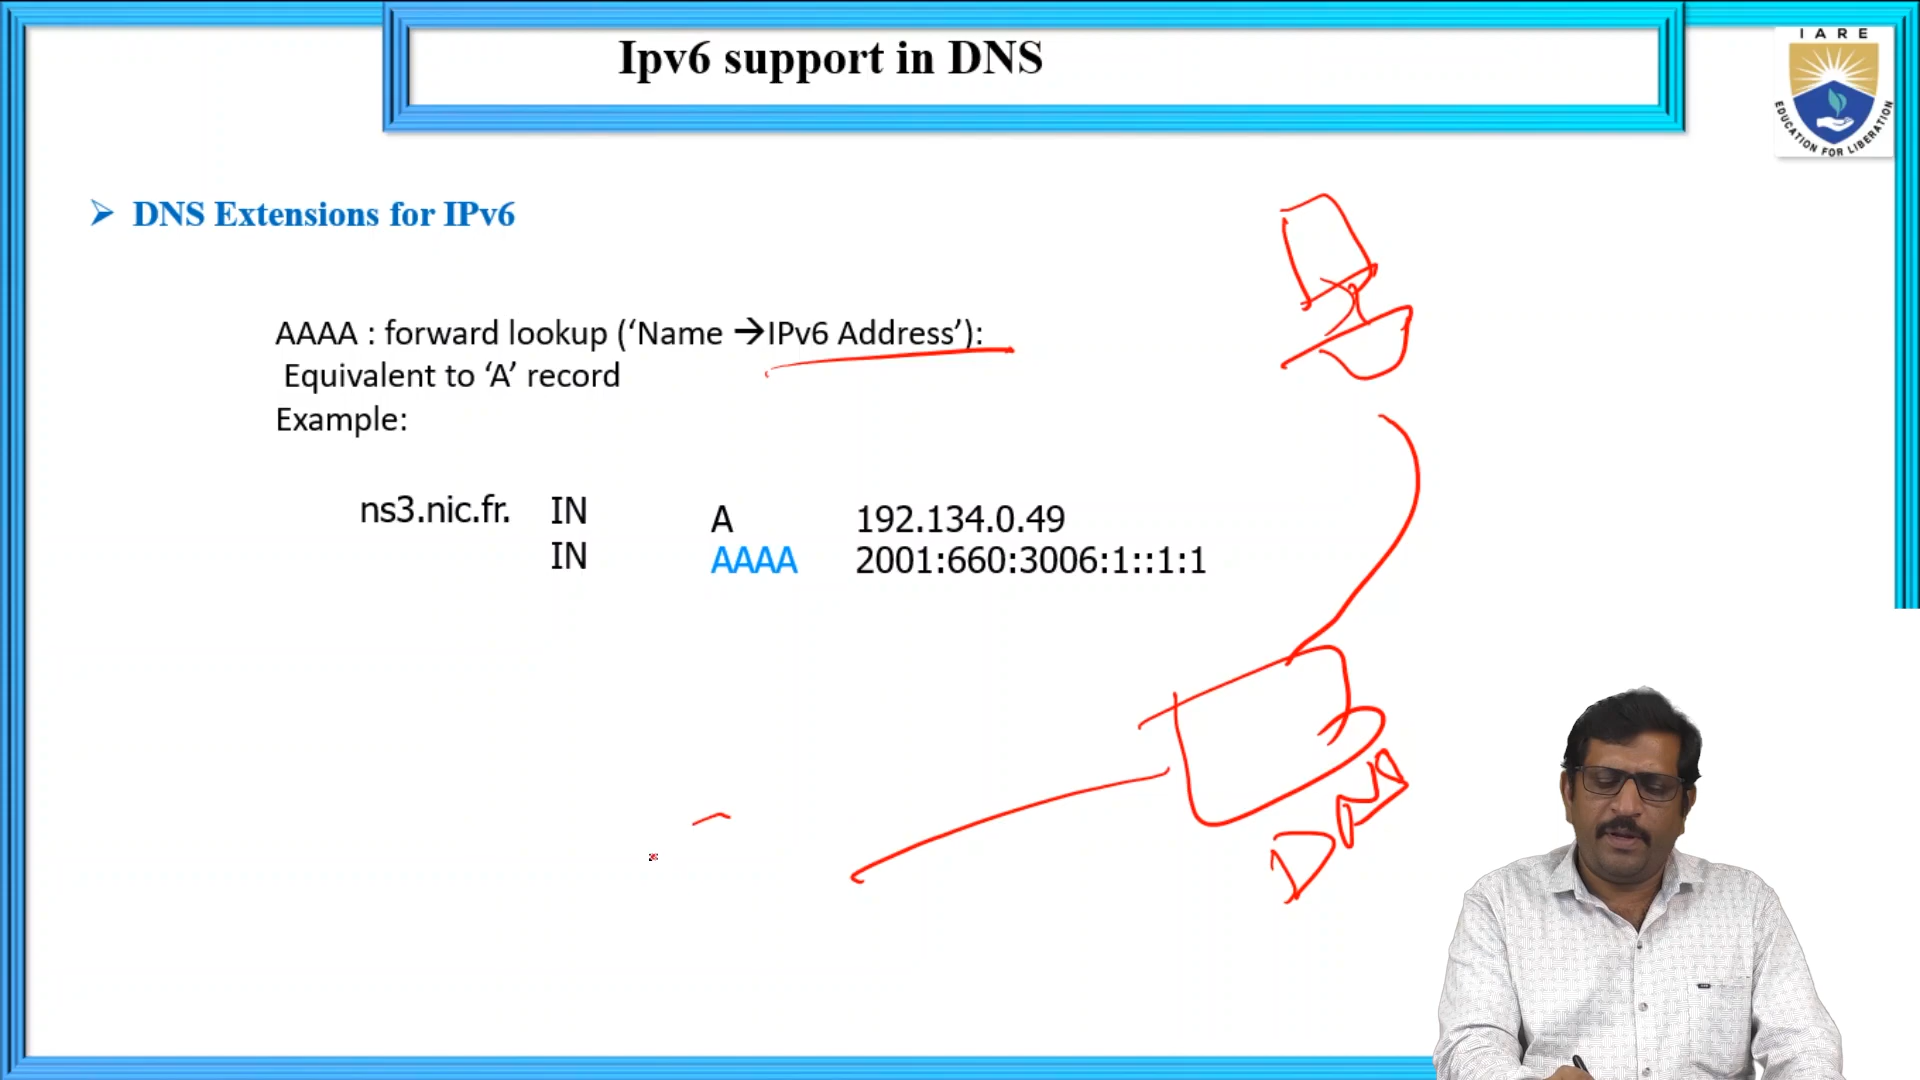 Ipv6 support in DNS
IARE
EDUCATION FOR LIBERATION
DNS Extensions for IPv6
AAAA : forward lookup (‘Name →IPv6 Address’):
Equivalent to ‘A’ record
Example:
ns3.nic.fr. IN A 192.134.0.49
IN AAAA 2001:660:3006:1::1:1
DNS